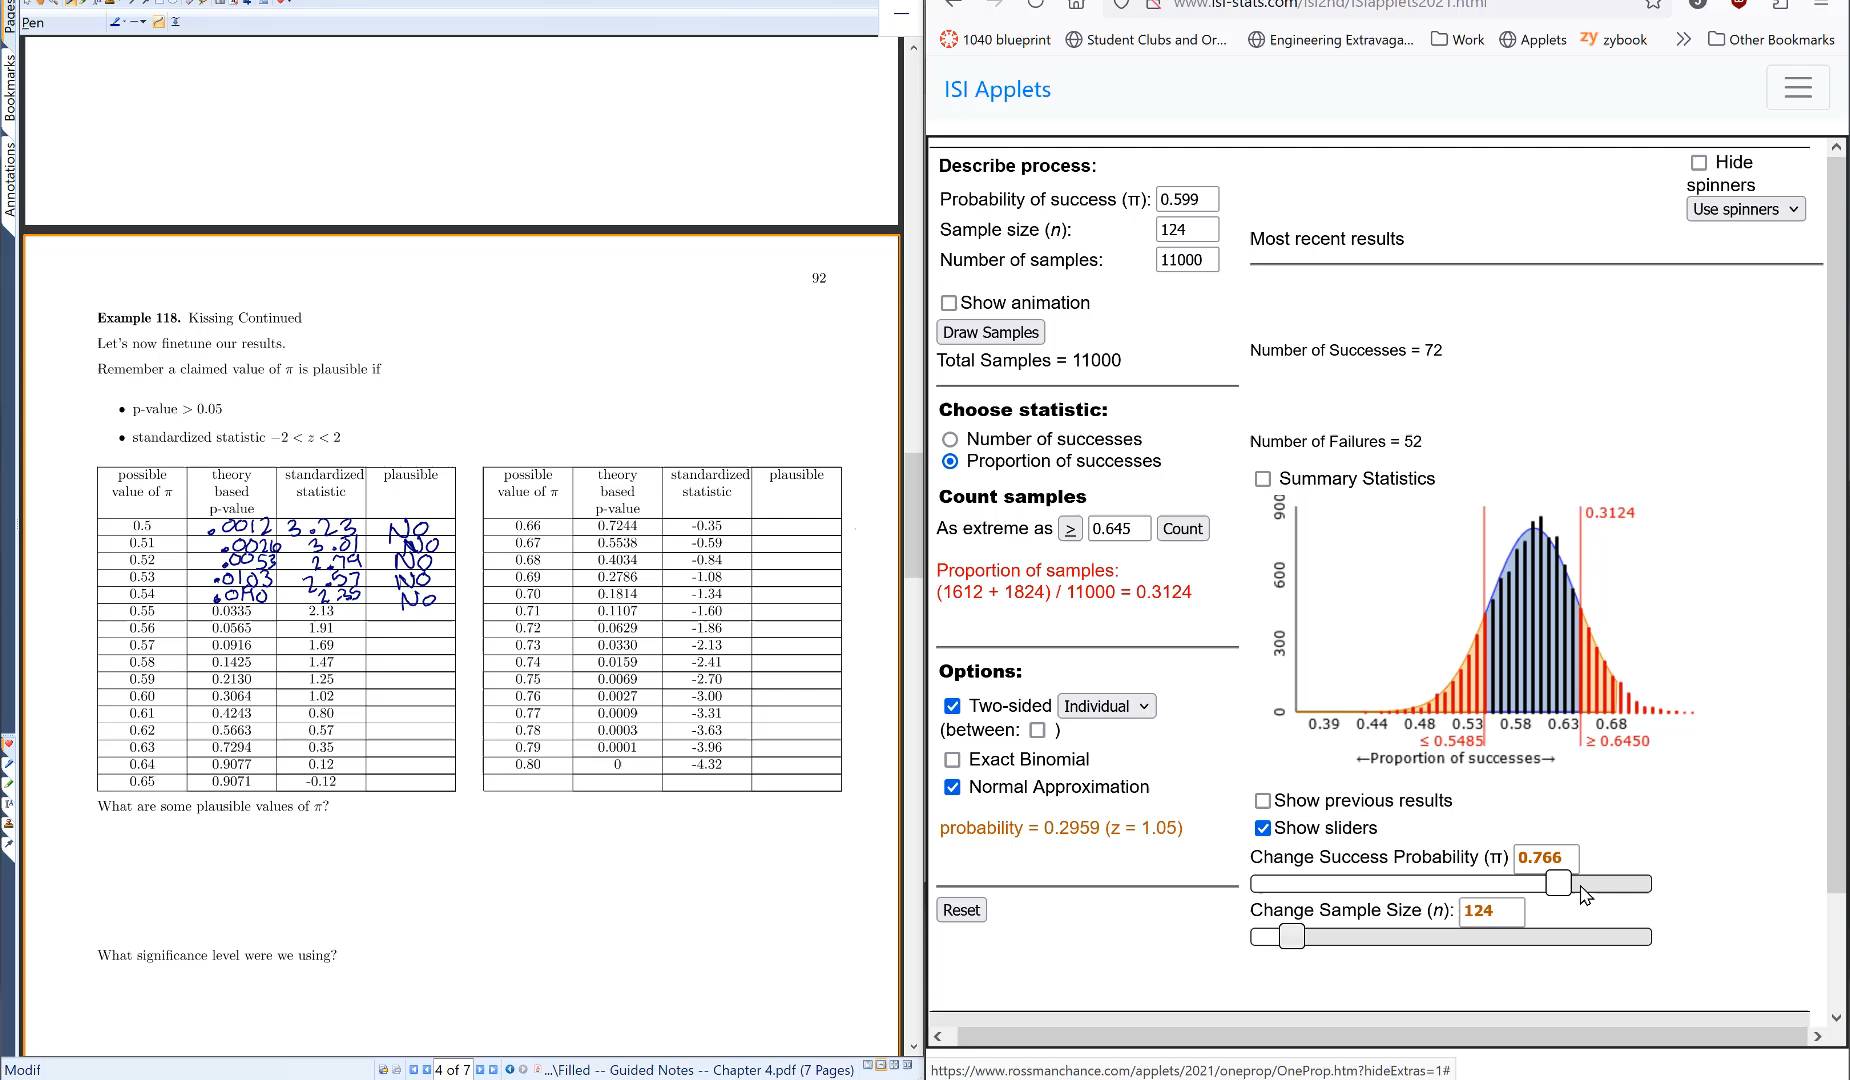 Pen
Pages
Bookmarks
Annotations
92
Example 118. Kissing Continued
Let's now finetune our results.
Remember a claimed value of π is plausible if
• p-value > 0.05
• standardized statistic −2 < z < 2
possible value of π theory based p-value standardized statistic plausible
0.5 .0012 3.23 NO
0.51 .0026 3.01 NO
0.52 .0053 2.79 NO
0.53 .0103 2.57 NO
0.54 .0190 2.35 No
0.55 0.0335 2.13
0.56 0.0565 1.91
0.57 0.0916 1.69
0.58 0.1425 1.47
0.59 0.2130 1.25
0.60 0.3064 1.02
0.61 0.4243 0.80
0.62 0.5663 0.57
0.63 0.7294 0.35
0.64 0.9077 0.12
0.65 0.9071 -0.12
possible value of π theory based p-value standardized statistic plausible
0.66 0.7244 -0.35
0.67 0.5538 -0.59
0.68 0.4034 -0.84
0.69 0.2786 -1.08
0.70 0.1814 -1.34
0.71 0.1107 -1.60
0.72 0.0629 -1.86
0.73 0.0330 -2.13
0.74 0.0159 -2.41
0.75 0.0069 -2.70
0.76 0.0027 -3.00
0.77 0.0009 -3.31
0.78 0.0003 -3.63
0.79 0.0001 -3.96
0.80 0 -4.32
What are some plausible values of π?
What significance level were we using?
Modif
4 of 7
...\Filled -- Guided Notes -- Chapter 4.pdf (7 Pages)
www.isi-stats.com/isi2nd/ISIapplets2021.html
1040 blueprint Student Clubs and Or... Engineering Extravaga... Work Applets zy zybook Other Bookmarks
ISI Applets
Describe process:
Probability of success (π): 0.599
Sample size (n): 124
Number of samples: 11000
Show animation
Draw Samples
Total Samples = 11000
Choose statistic:
Number of successes
Proportion of successes
Count samples
As extreme as ≥ 0.645 Count
Proportion of samples:
(1612 + 1824) / 11000 = 0.3124
Options:
Two-sided Individual
(between: )
Exact Binomial
Normal Approximation
probability = 0.2959 (z = 1.05)
Reset
Hide
spinners
Use spinners
Most recent results
Number of Successes = 72
Number of Failures = 52
Summary Statistics
900
600
300
0
0.3124
0.39 0.44 0.48 0.53 0.58 0.63 0.68
≤ 0.5485 ≥ 0.6450
←Proportion of successes→
Show previous results
Show sliders
Change Success Probability (π) 0.766
Change Sample Size (n): 124
https://www.rossmanchance.com/applets/2021/oneprop/OneProp.htm?hideExtras=1#